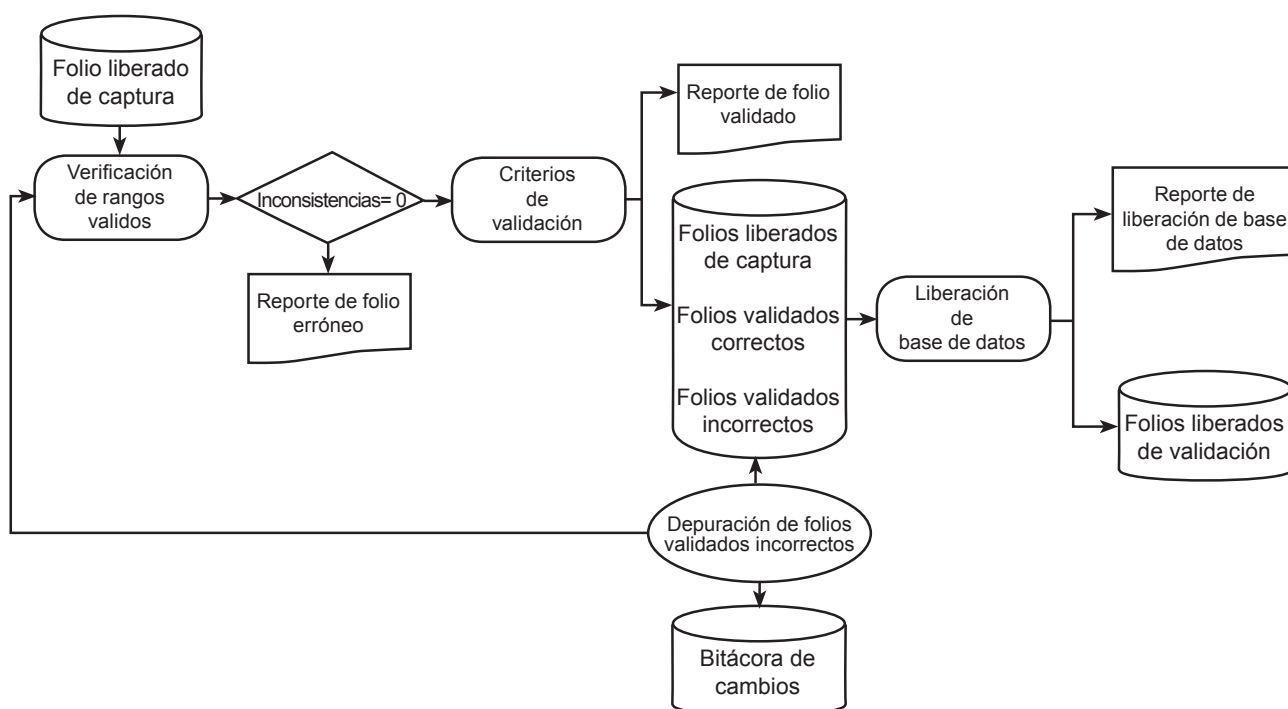 Folio liberado
de captura
Verificación
de rangos
validos
Inconsistencias= 0
Reporte de folio
erróneo
Criterios
de
validación
Reporte de folio
validado
Folios liberados
de captura
Folios validados
correctos
Folios validados
incorrectos
Liberación
de
base de datos
Reporte de
liberación de base
de datos
Folios liberados
de validación
Depuración de folios
validados incorrectos
Bitácora de
cambios